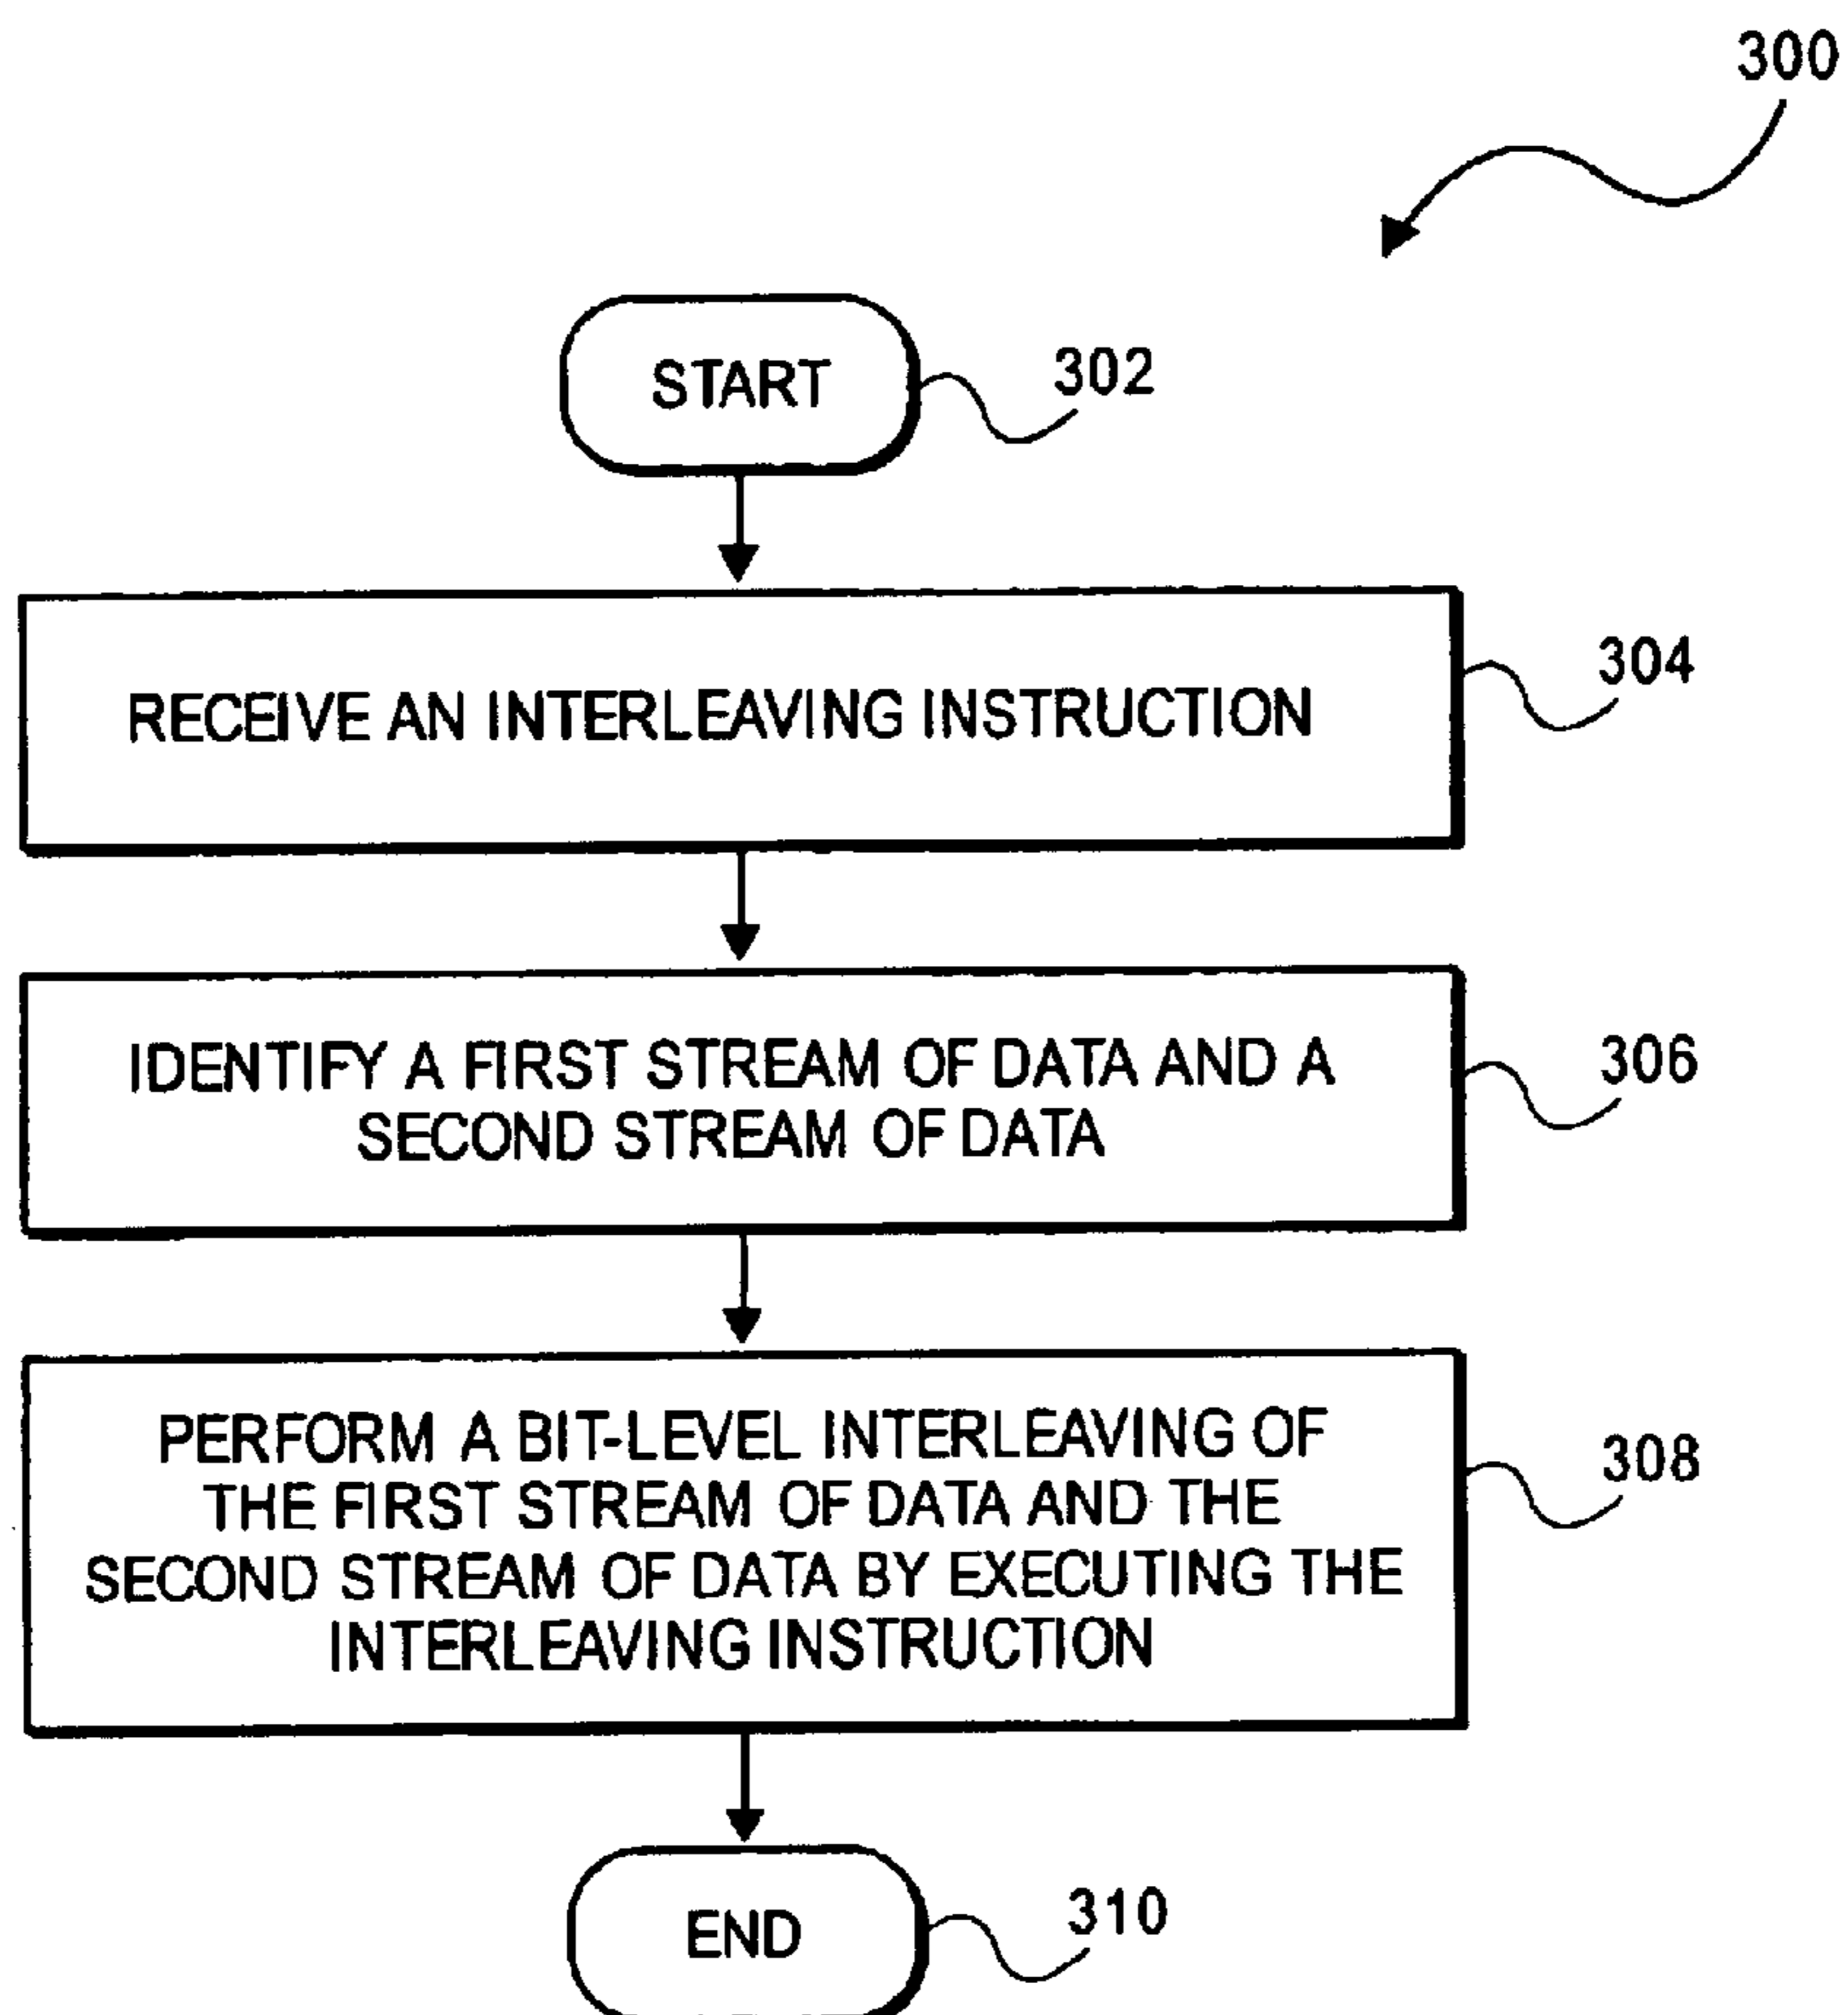 300
START
302
RECEIVE AN INTERLEAVING INSTRUCTION
304
IDENTIFY A FIRST STREAM OF DATA AND A
SECOND STREAM OF DATA
306
PERFORM A BIT-LEVEL INTERLEAVING OF
THE FIRST STREAM OF DATA AND THE
SECOND STREAM OF DATA BY EXECUTING THE
INTERLEAVING INSTRUCTION
308
END
310